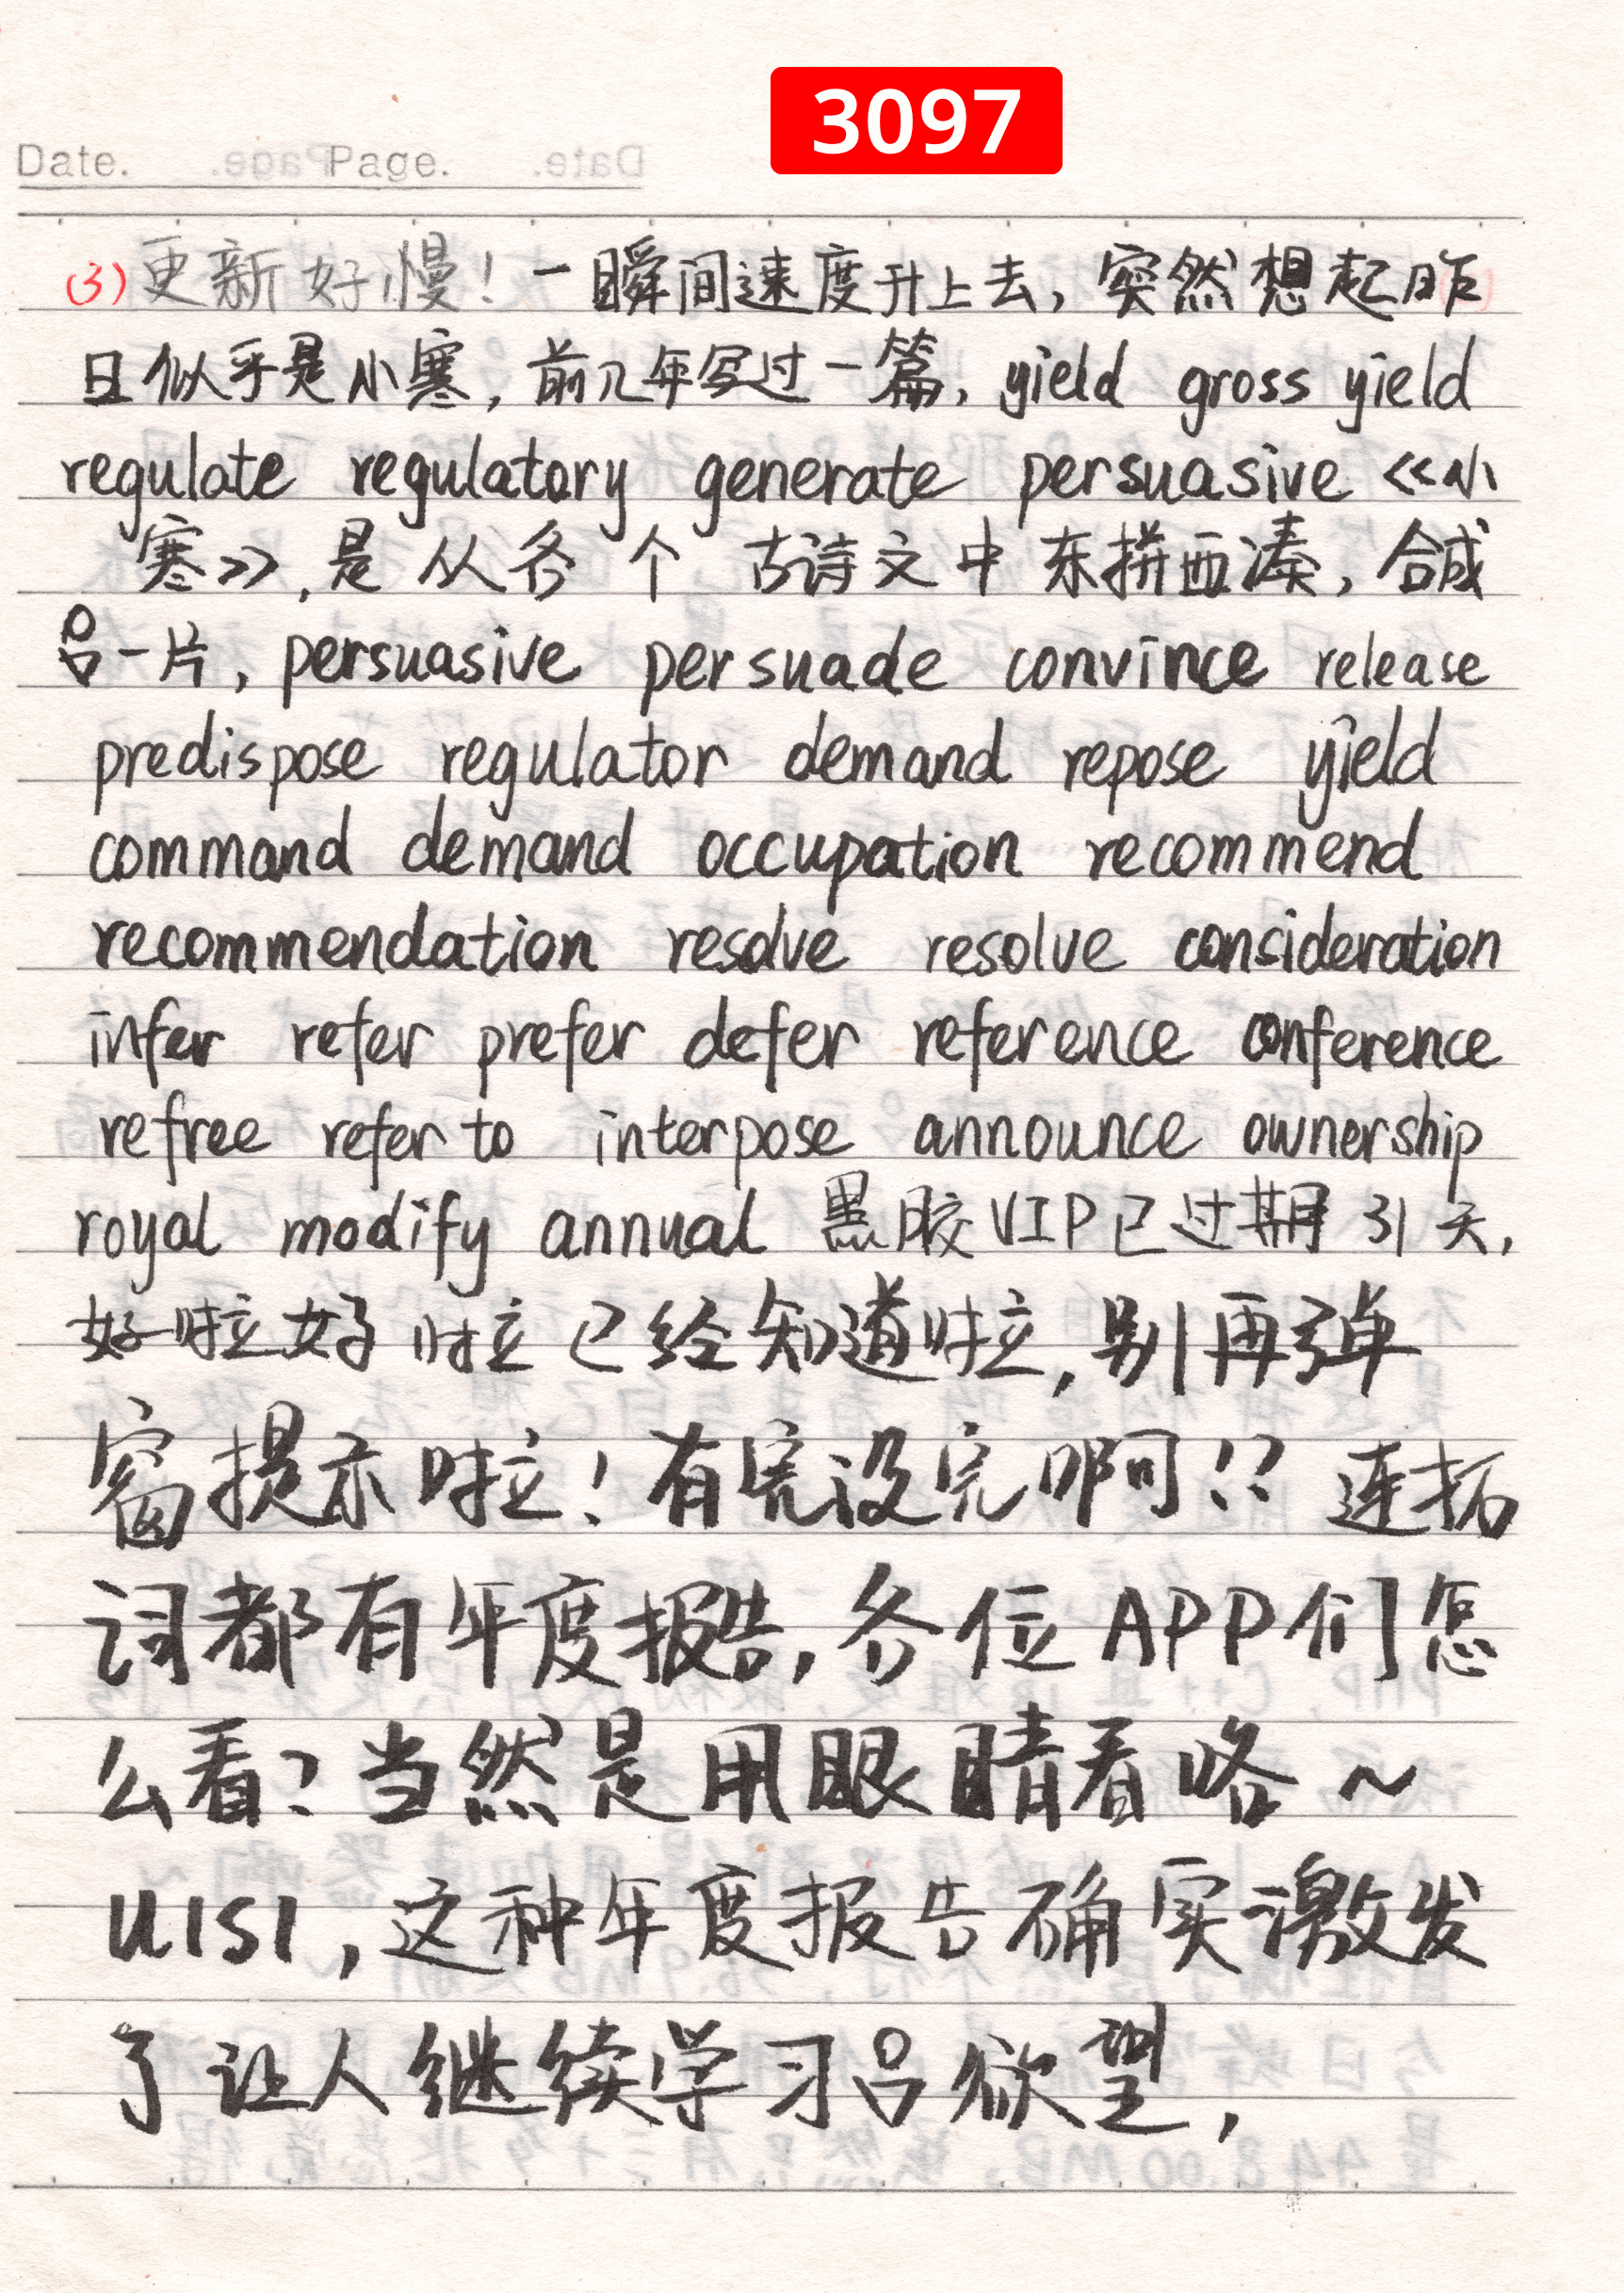 3097
Date. Page.
(3) 更新好慢！一瞬间速度升上去，突然想起昨
日似乎是小寒，前几年写过一篇，yield gross yield
regulate regulatory generate persuasive 《小
寒》，是从各个古诗文中东拼西凑，合成
吕一片，persuasive persuade convince release
predispose regulator demand repose yield
command demand occupation recommend
recommendation resolve resolve consideration
infer refer prefer defer reference conference
refree refer to interpose announce ownership
royal modify annual 黑胶VIP已过期31天，
好啦好啦已经知道啦，别再弹
窗提示啦！有完没完啊！？连拓
词都有年度报告，各位APP们怎
么看？当然是用眼睛看咯～
U1S1，这种年度报告确实激发
了让人继续学习吕欲望，